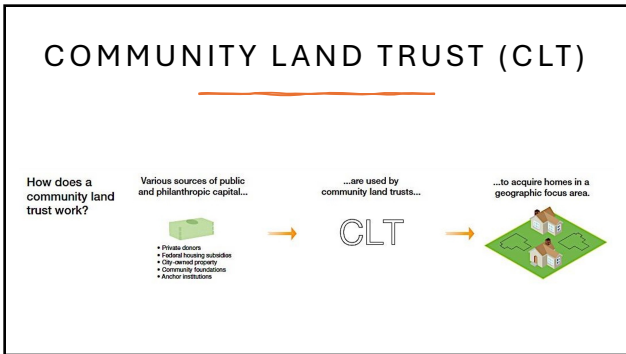 COMMUNITY LAND TRUST (CLT)
How does a
community land
trust work?
Various sources of public
and philanthropic capital...
• Private donors
• Federal housing subsidies
• City-owned property
• Community foundations
• Anchor institutions
...are used by
community land trusts...
CLT
...to acquire homes in a
geographic focus area.